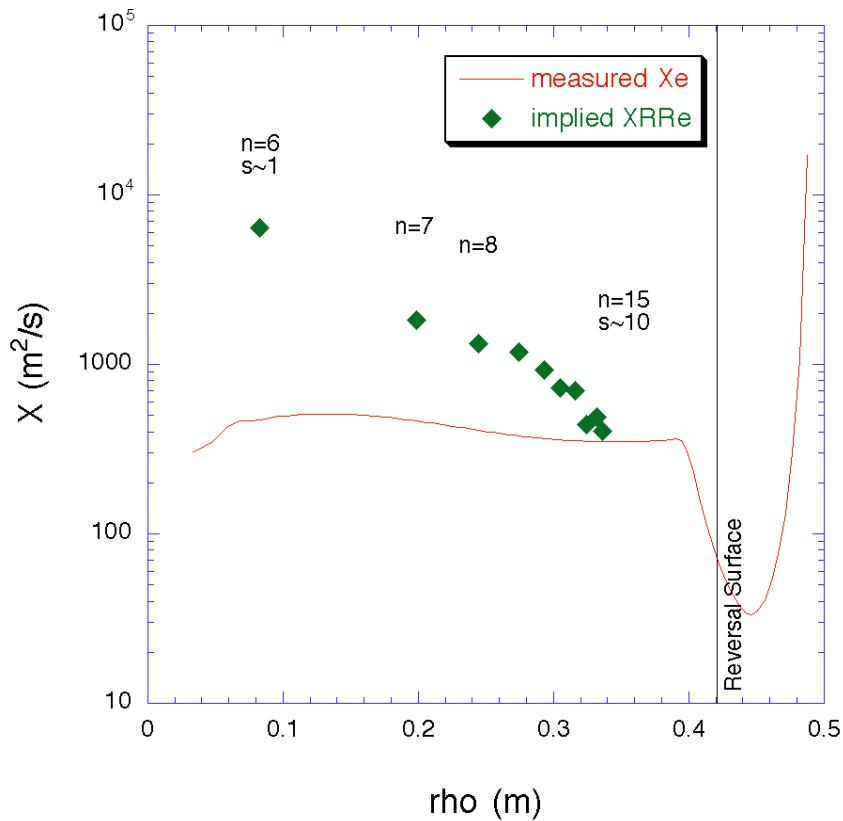 10^5
measured Xe
implied XRRe
n=6
s~1
10^4
n=7
n=8
n=15
s~10
1000
X (m^2/s)
100
Reversal Surface
10
0
0.1
0.2
0.3
0.4
0.5
rho (m)